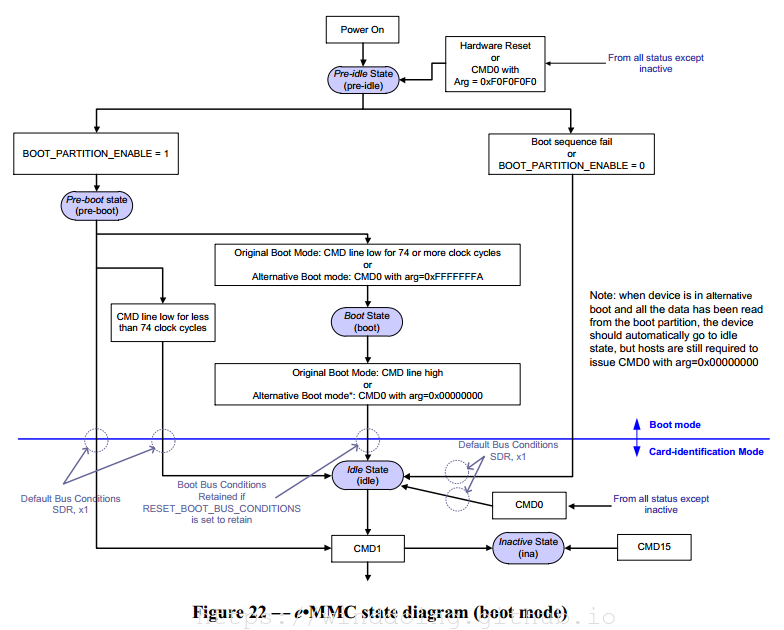 Power On
Hardware Reset
or
CMD0 with
Arg = 0xF0F0F0F0
From all status except
inactive
Pre-idle State
(pre-idle)
BOOT_PARTITION_ENABLE = 1
Boot sequence fail
or
BOOT_PARTITION_ENABLE = 0
Pre-boot state
(pre-boot)
Original Boot Mode: CMD line low for 74 or more clock cycles
or
Alternative Boot mode: CMD0 with arg=0xFFFFFFFA
CMD line low for less
than 74 clock cycles
Boot State
(boot)
Note: when device is in alternative
boot and all the data has been read
from the boot partition, the device
should automatically go to idle
state, but hosts are still required to
issue CMD0 with arg=0x00000000
Original Boot Mode: CMD line high
or
Alternative Boot mode*: CMD0 with arg=0x00000000
Boot mode
Card-identification Mode
Default Bus Conditions
SDR, x1
Default Bus Conditions
SDR, x1
Boot Bus Conditions
Retained if
RESET_BOOT_BUS_CONDITIONS
is set to retain
Idle State
(idle)
CMD0
From all status except
inactive
CMD1
Inactive State
(ina)
CMD15
Figure 22 — e•MMC state diagram (boot mode)
https://windacing.github.io